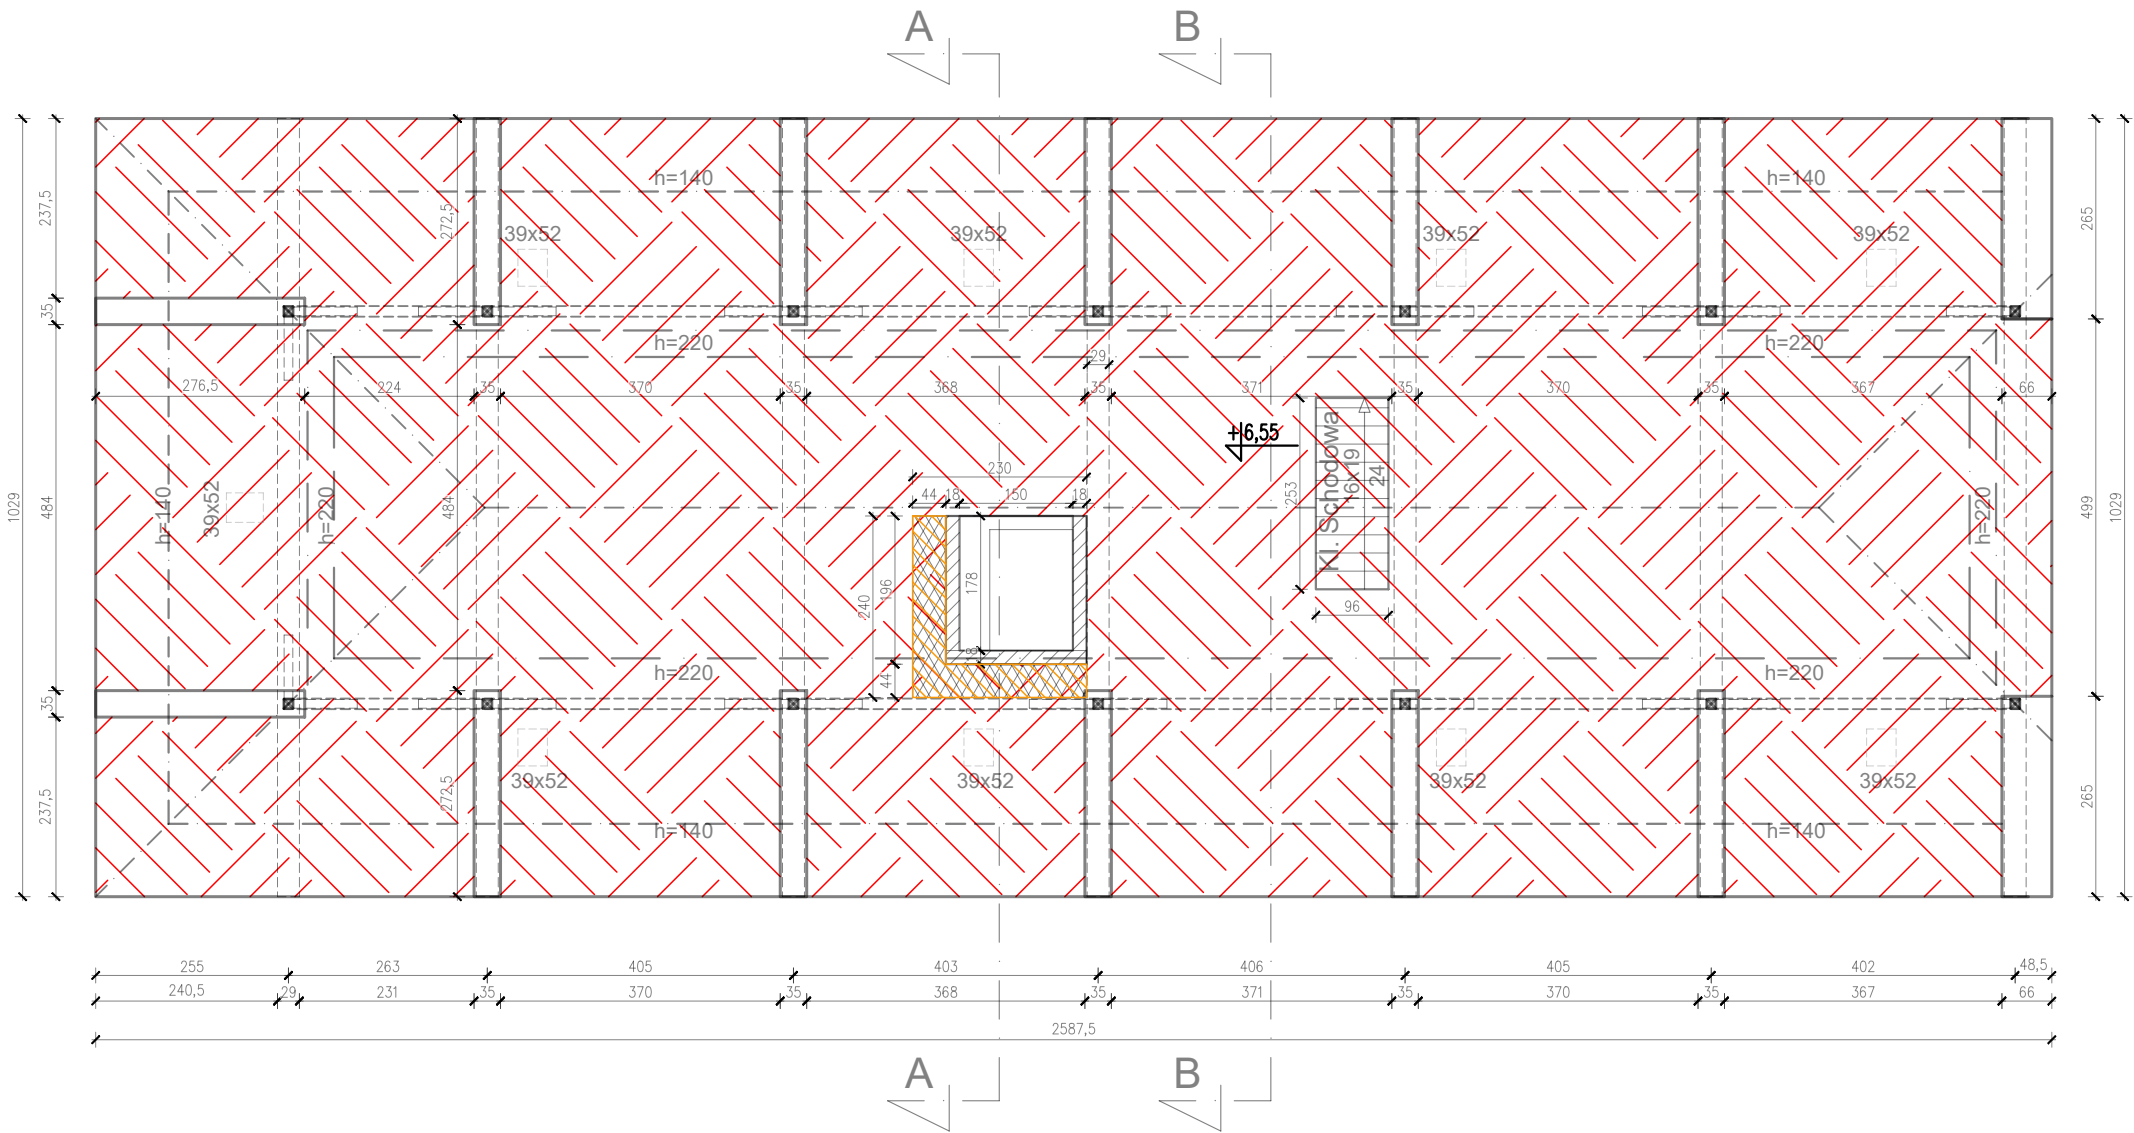 A
B
h=140
h=140
39x52
39x52
39x52
39x52
237,5
272,5
265
35
35
h=220
h=220
29
276,5
224
35
370
35
368
35
371
35
370
35
367
66
+6,55
230
44
18
150
18
Kl. Schodowa
16x19
24
253
96
1029
484
h=140
39x52
h=220
484
240
196
178
18
44
h=220
499
1029
h=220
h=220
35
237,5
272,5
265
39x52
39x52
39x52
39x52
h=140
h=140
255
263
405
403
406
405
402
48,5
240,5
29
231
35
370
35
368
35
371
35
370
35
367
66
2587,5
A
B